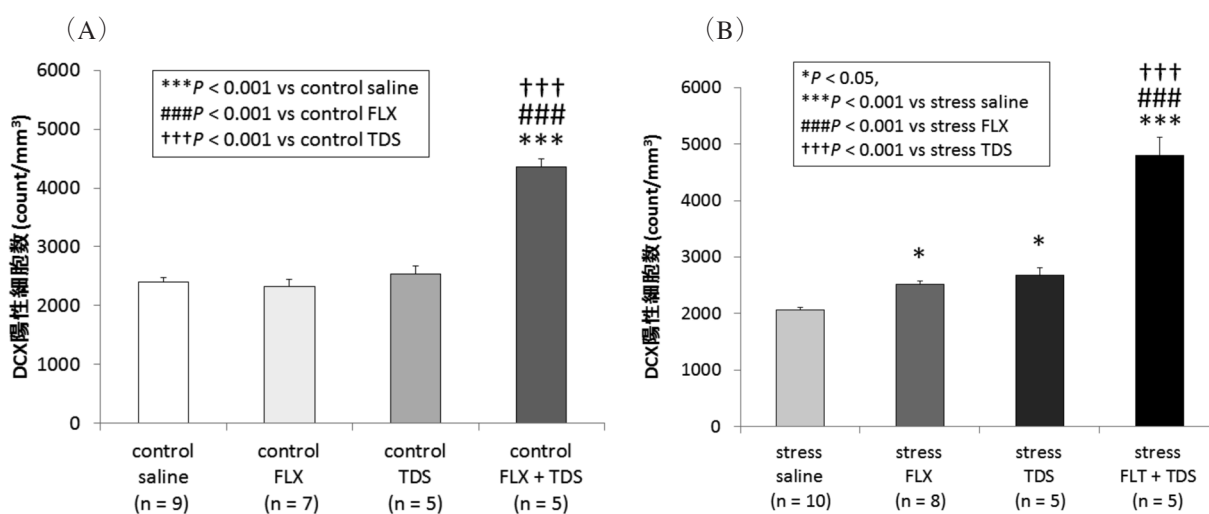 （A）
6000
5000
4000
3000
2000
1000
0
DCX陽性細胞数 (count/mm³)
***P < 0.001 vs control saline
###P < 0.001 vs control FLX
†††P < 0.001 vs control TDS
†††
###
***
control
saline
(n = 9)
control
FLX
(n = 7)
control
TDS
(n = 5)
control
FLX + TDS
(n = 5)
（B）
6000
5000
4000
3000
2000
1000
0
DCX陽性細胞数 (count/mm³)
*P < 0.05,
***P < 0.001 vs stress saline
###P < 0.001 vs stress FLX
†††P < 0.001 vs stress TDS
*
*
†††
###
***
stress
saline
(n = 10)
stress
FLX
(n = 8)
stress
TDS
(n = 5)
stress
FLT + TDS
(n = 5)